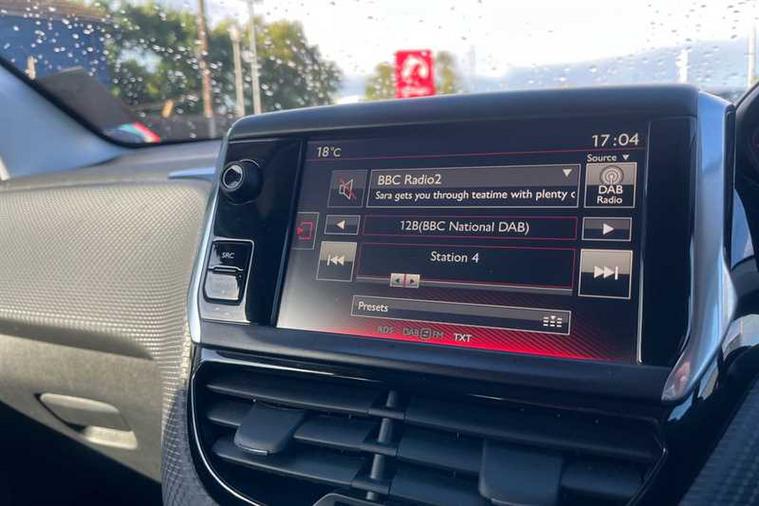 17:04
18°C
Source
BBC Radio2
Sara gets you through teatime with plenty o
DAB
Radio
12B(BBC National DAB)
SRC
Station 4
Presets
RDS DAB FM TXT